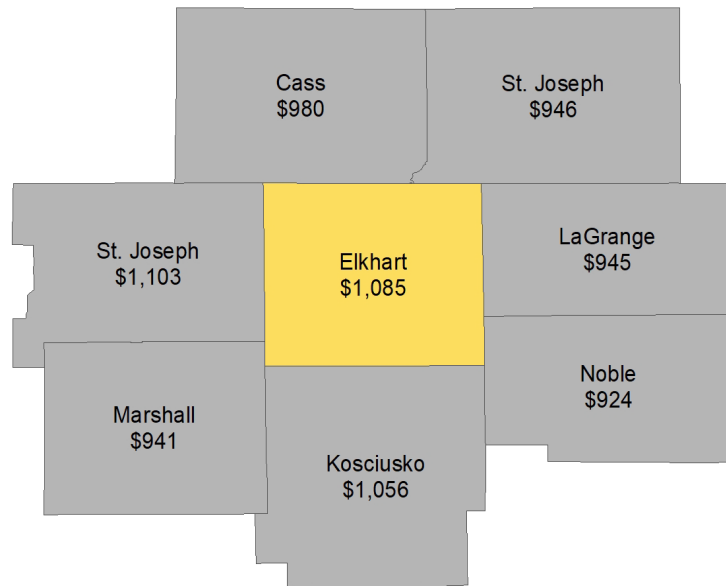 Cass
$980
St. Joseph
$946
St. Joseph
$1,103
Elkhart
$1,085
LaGrange
$945
Noble
$924
Marshall
$941
Kosciusko
$1,056